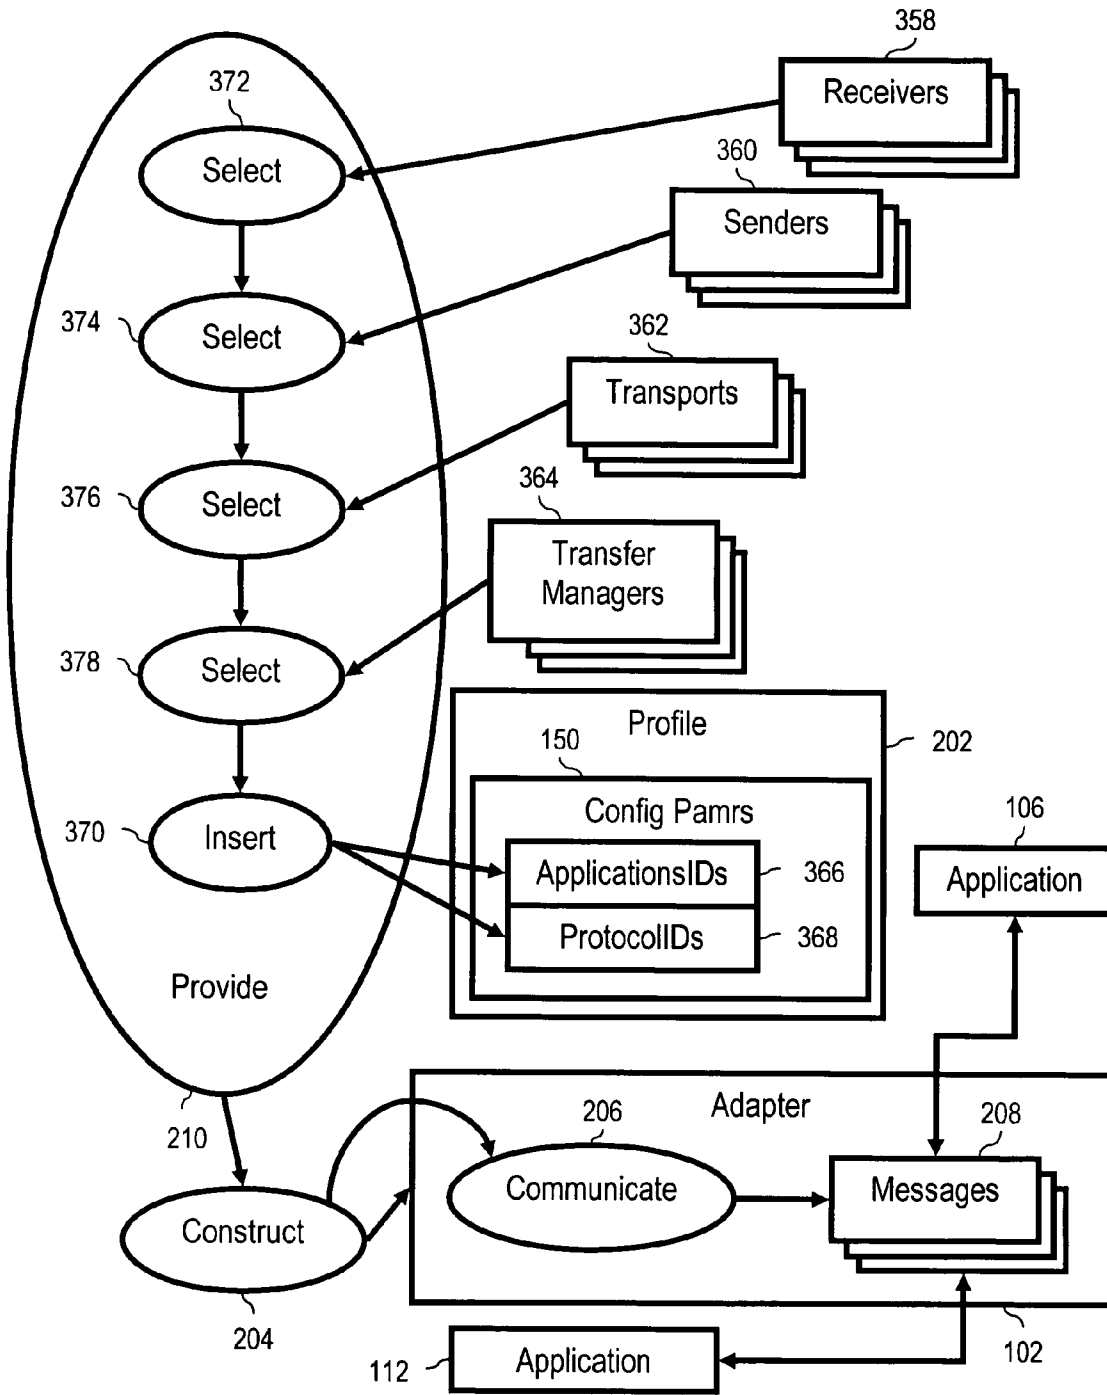 358
Receivers
372
Select
360
Senders
374
Select
362
Transports
376
Select
364
Transfer
Managers
378
Select
Profile
202
150
Config Pamrs
370
Insert
ApplicationsIDs
366
ProtocolIDs
368
106
Application
Provide
210
Adapter
206
208
Communicate
Messages
Construct
204
102
112
Application